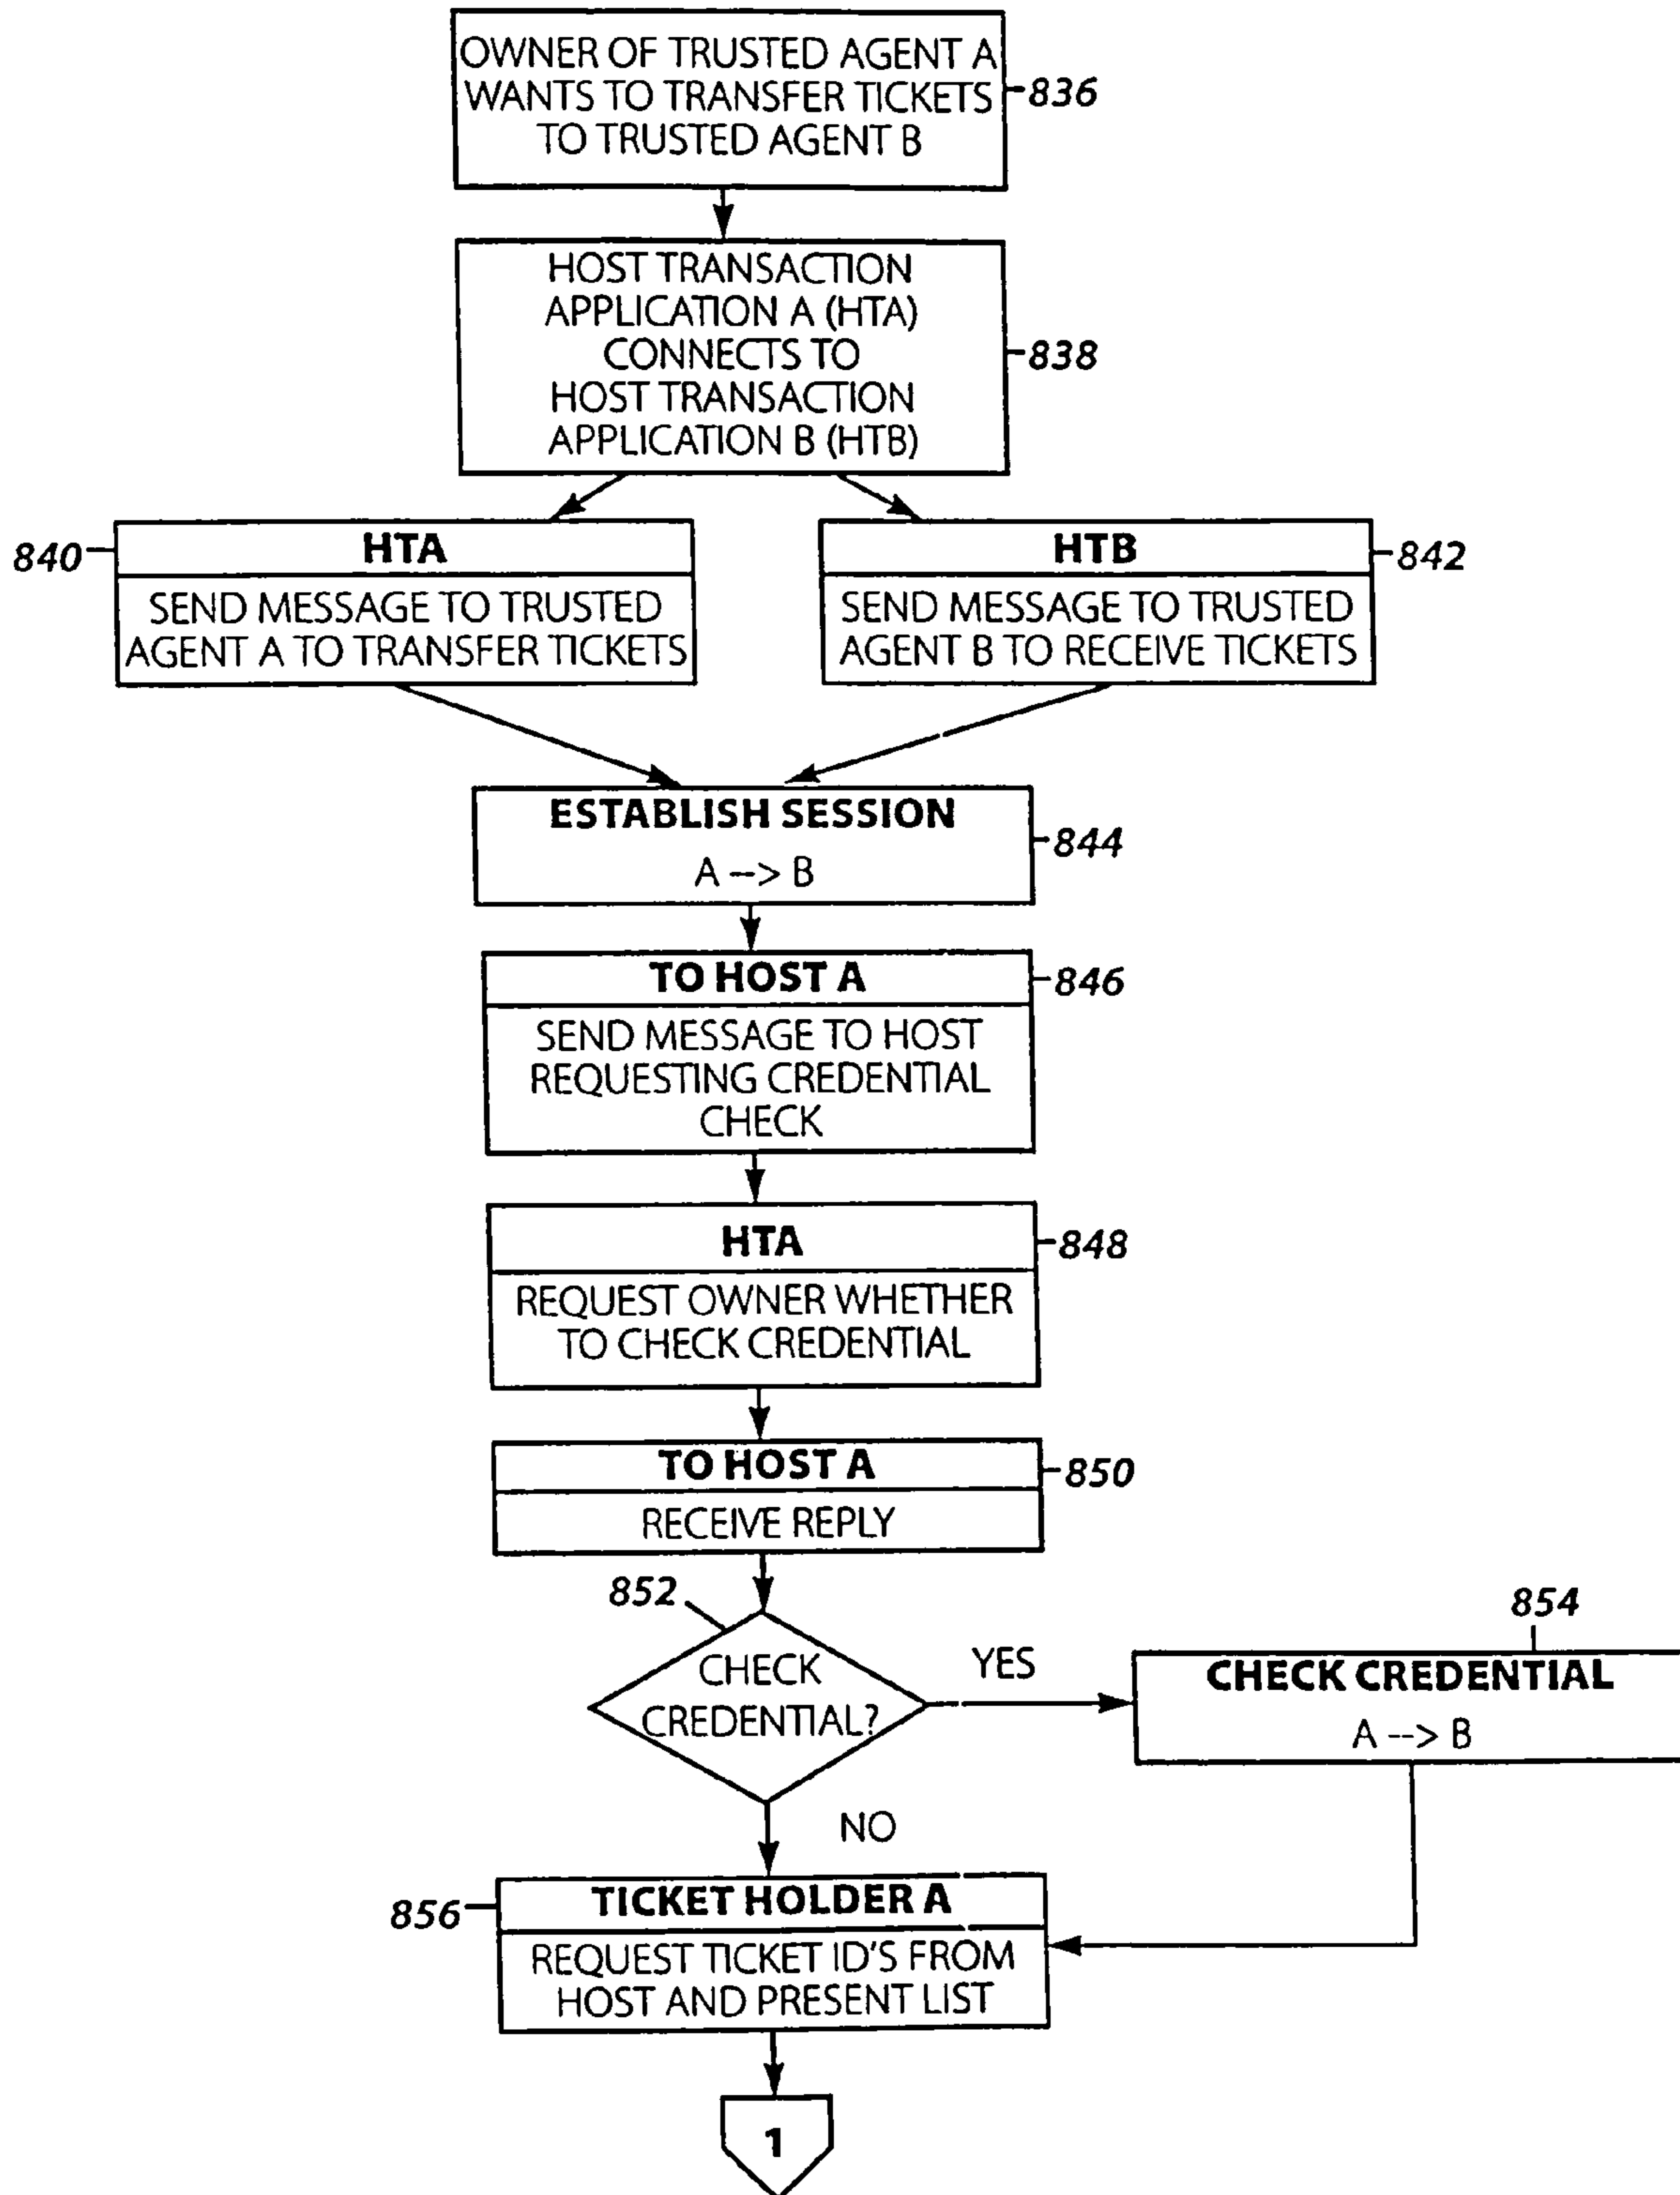 OWNER OF TRUSTED AGENT A
WANTS TO TRANSFER TICKETS
TO TRUSTED AGENT B
836
HOST TRANSACTION
APPLICATION A (HTA)
CONNECTS TO
HOST TRANSACTION
APPLICATION B (HTB)
838
840
HTA
SEND MESSAGE TO TRUSTED
AGENT A TO TRANSFER TICKETS
HTB
842
SEND MESSAGE TO TRUSTED
AGENT B TO RECEIVE TICKETS
ESTABLISH SESSION
844
A --> B
TO HOST A
846
SEND MESSAGE TO HOST
REQUESTING CREDENTIAL
CHECK
HTA
848
REQUEST OWNER WHETHER
TO CHECK CREDENTIAL
TO HOST A
850
RECEIVE REPLY
852
CHECK
CREDENTIAL?
YES
854
CHECK CREDENTIAL
A --> B
NO
856
TICKET HOLDER A
REQUEST TICKET ID'S FROM
HOST AND PRESENT LIST
1